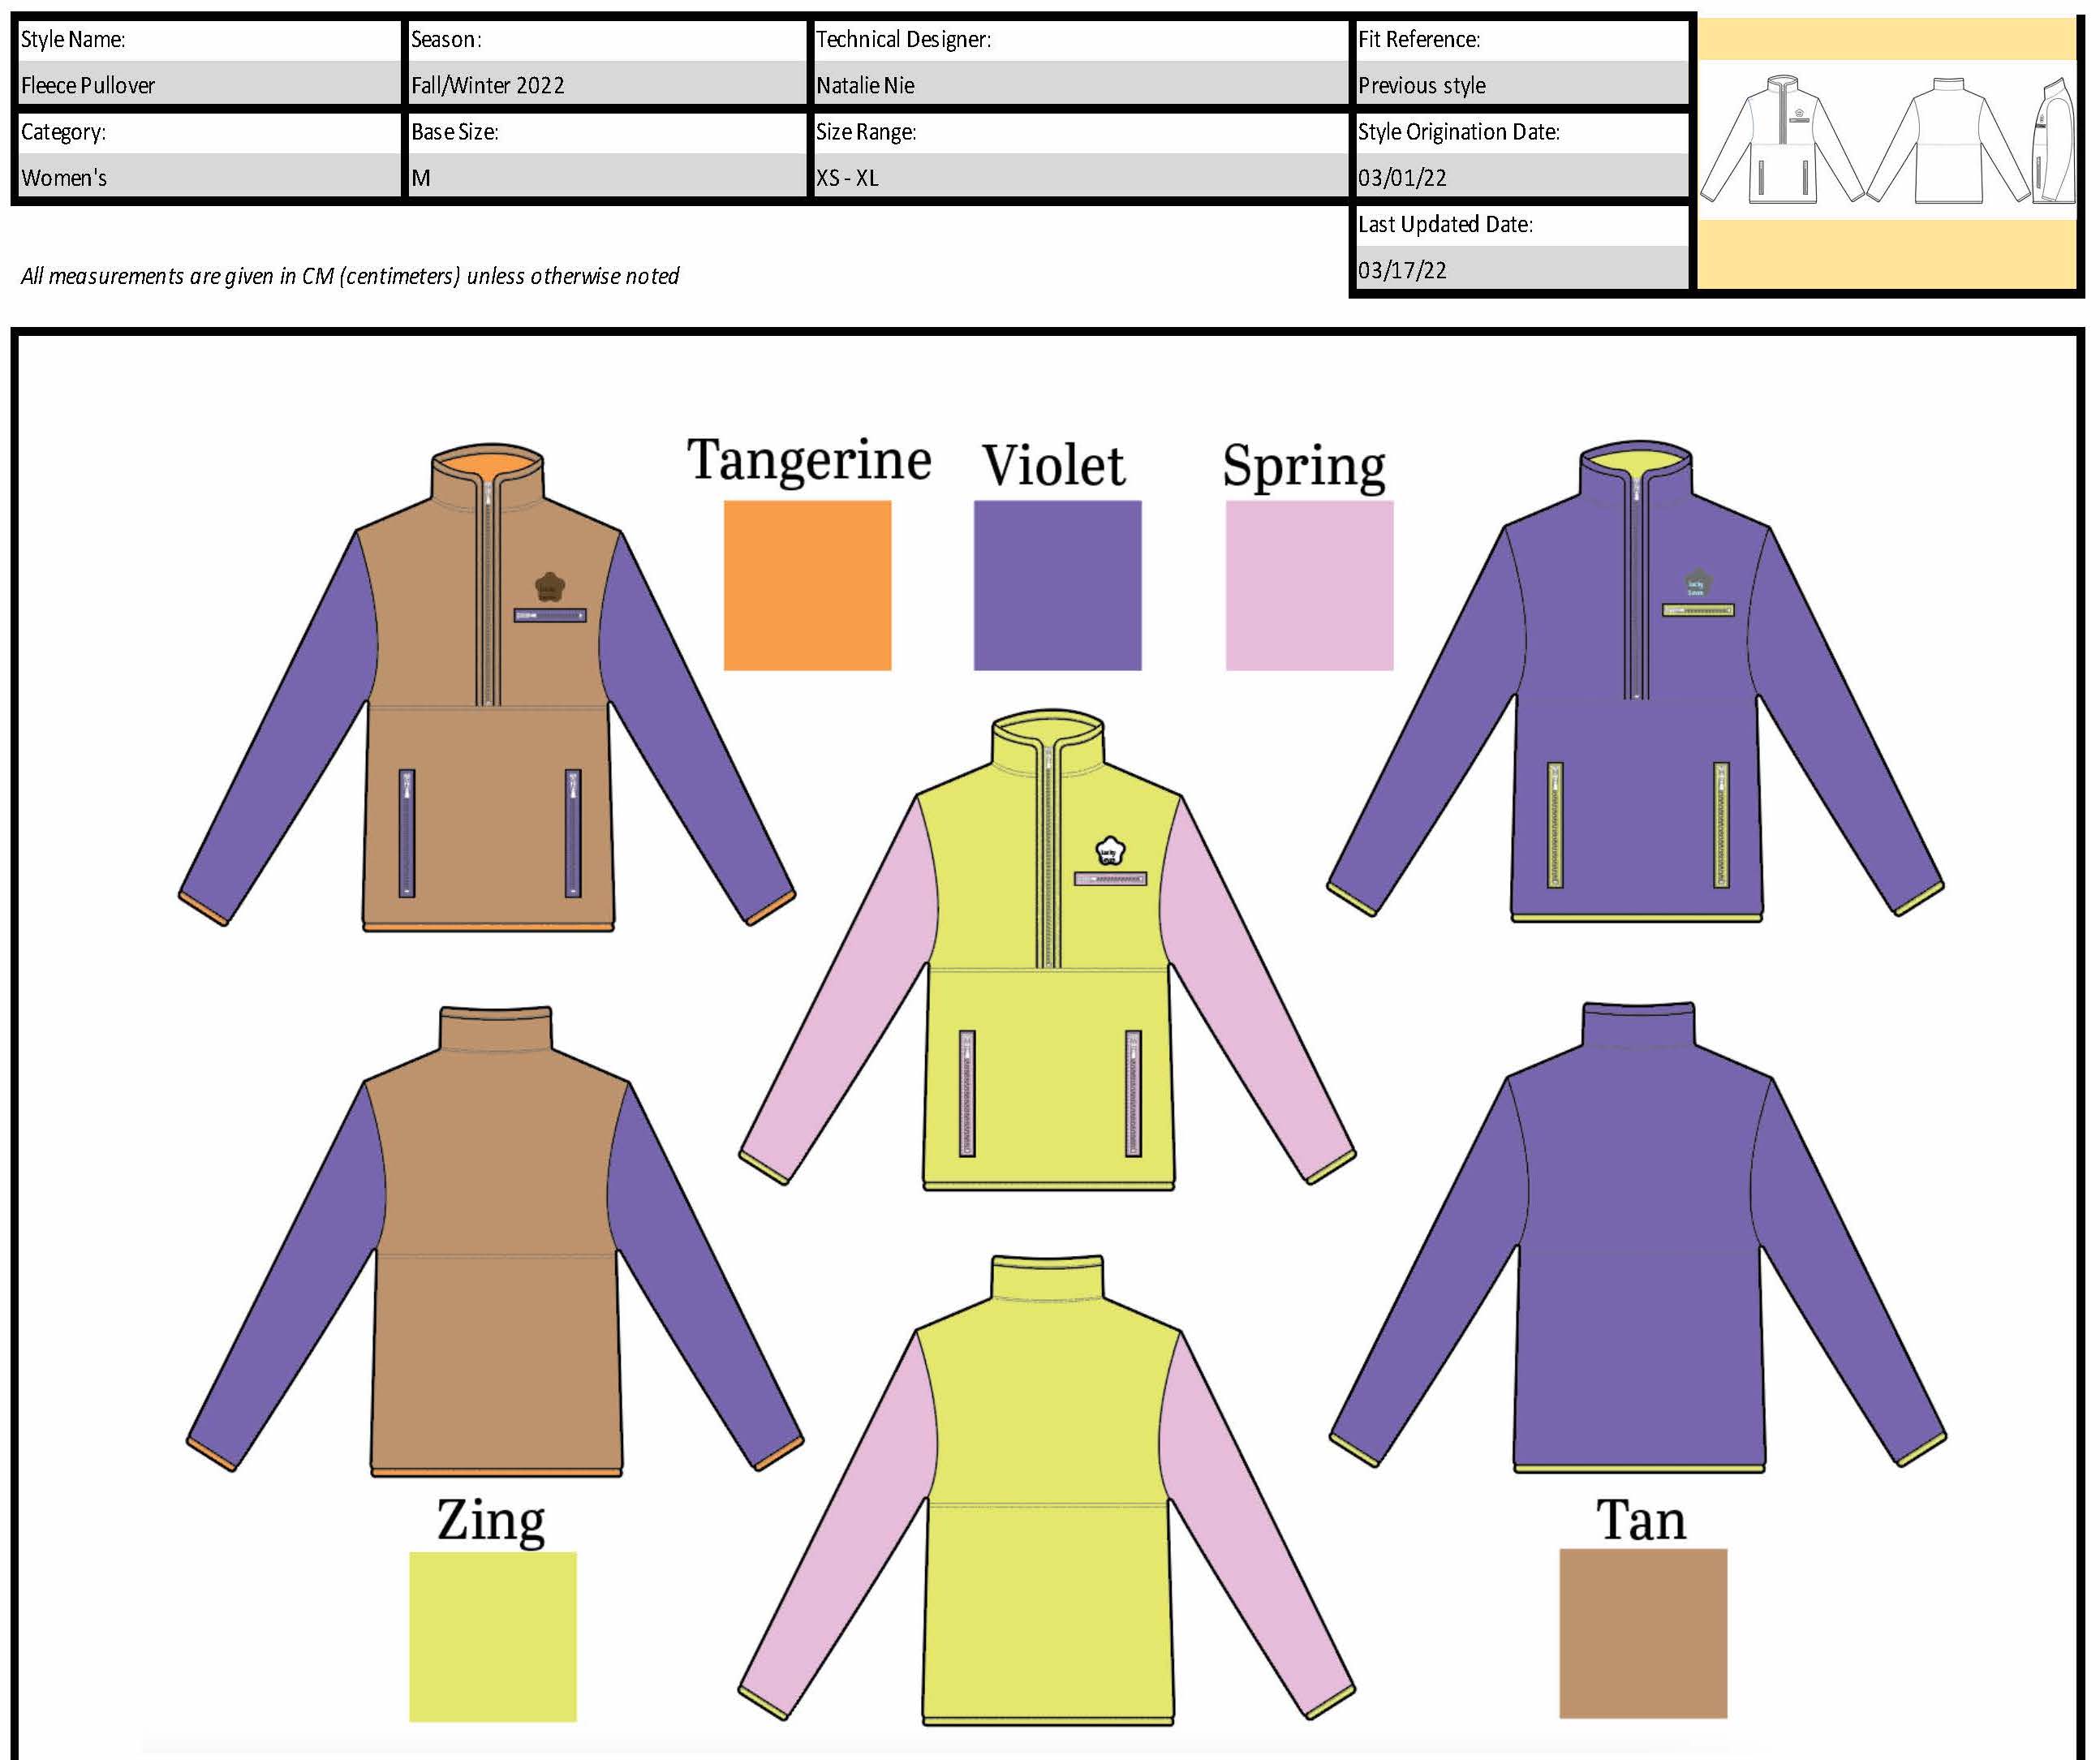 Style Name:
Season:
Technical Designer:
Fit Reference:
Fleece Pullover
Fall/Winter 2022
Natalie Nie
Previous style
Category:
Base Size:
Size Range:
Style Origination Date:
Women's
M
XS - XL
03/01/22
Last Updated Date:
03/17/22
All measurements are given in CM (centimeters) unless otherwise noted
Tangerine
Violet
Spring
Zing
Tan